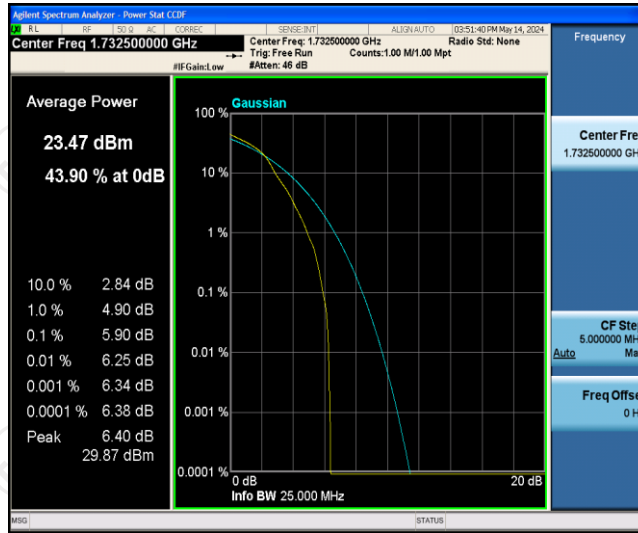 Agilent Spectrum Analyzer - Power Stat CCDF
RL RF 50 Ω AC CORREC SENSE:INT ALIGNAUTO 03:51:40 PM May 14, 2024
Center Freq 1.732500000 GHz
Center Freq: 1.732500000 GHz Radio Std: None
Trig: Free Run Counts:1.00 M/1.00 Mpt
#IFGain:Low #Atten: 46 dB
Frequency
Average Power
23.47 dBm
43.90 % at 0dB
10.0 % 2.84 dB
1.0 % 4.90 dB
0.1 % 5.90 dB
0.01 % 6.25 dB
0.001 % 6.34 dB
0.0001 % 6.38 dB
Peak 6.40 dB
29.87 dBm
Gaussian
100 %
10 %
1 %
0.1 %
0.01 %
0.001 %
0.0001 %
0 dB 20 dB
Info BW 25.000 MHz
Center Fre
1.732500000 GH
CF Ste
5.000000 MH
Auto Ma
Freq Offse
0 H
MSG STATUS